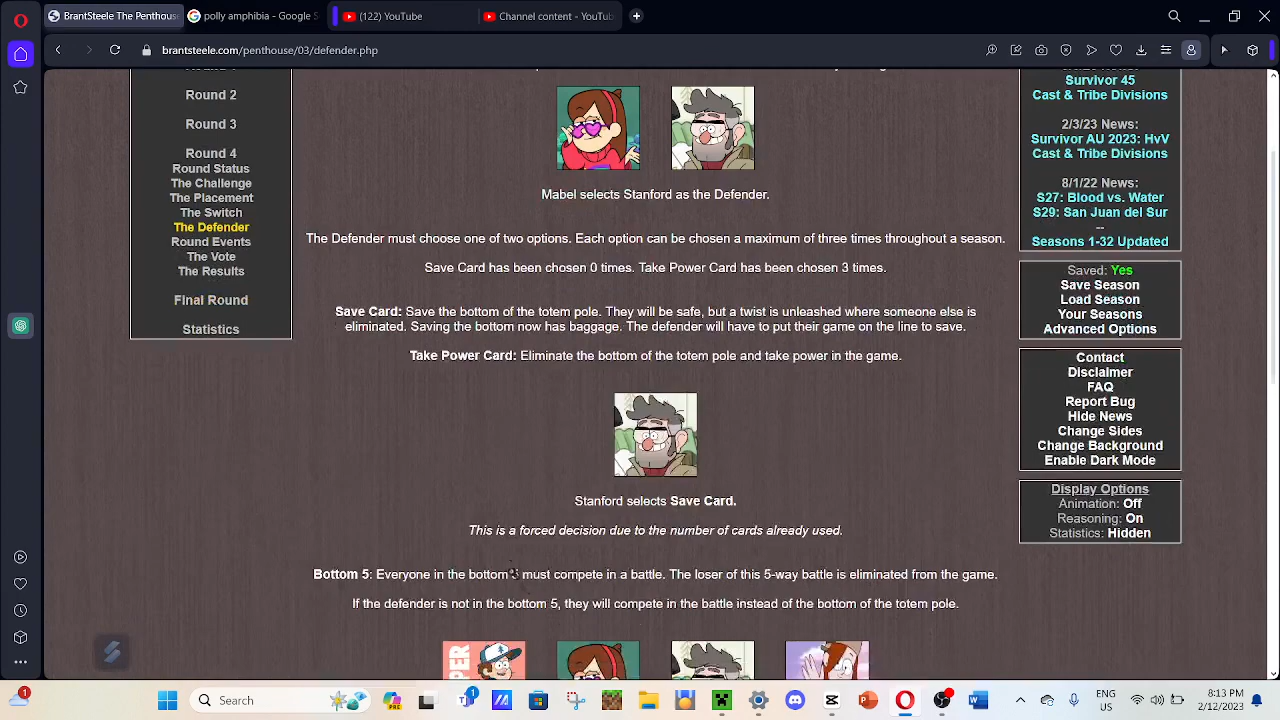 BrantSteele The Penthous
polly amphibia - Google S
(122) YouTube
Channel content - YouTu
brantsteele.com/penthouse/03/defender.php
Round 2
Round 3
Round 4
Round Status
The Challenge
The Placement
The Switch
The Defender
Round Events
The Vote
The Results
Final Round
Statistics
Mabel selects Stanford as the Defender.
The Defender must choose one of two options. Each option can be chosen a maximum of three times throughout a season.
Save Card has been chosen 0 times. Take Power Card has been chosen 3 times.
Save Card: Save the bottom of the totem pole. They will be safe, but a twist is unleashed where someone else is
eliminated. Saving the bottom now has baggage. The defender will have to put their game on the line to save.
Take Power Card: Eliminate the bottom of the totem pole and take power in the game.
Stanford selects Save Card.
This is a forced decision due to the number of cards already used.
Bottom 5: Everyone in the bottom must compete in a battle. The loser of this 5-way battle is eliminated from the game.
If the defender is not in the bottom 5, they will compete in the battle instead of the bottom of the totem pole.
PER
Survivor 45
Cast & Tribe Divisions
2/3/23 News:
Survivor AU 2023: HvV
Cast & Tribe Divisions
8/1/22 News:
S27: Blood vs. Water
S29: San Juan del Sur
--
Seasons 1-32 Updated
Saved: Yes
Save Season
Load Season
Your Seasons
Advanced Options
Contact
Disclaimer
FAQ
Report Bug
Hide News
Change Sides
Change Background
Enable Dark Mode
Display Options
Animation: Off
Reasoning: On
Statistics: Hidden
1
Search
PRE
1
ENG
US
8:13 PM
2/12/2023